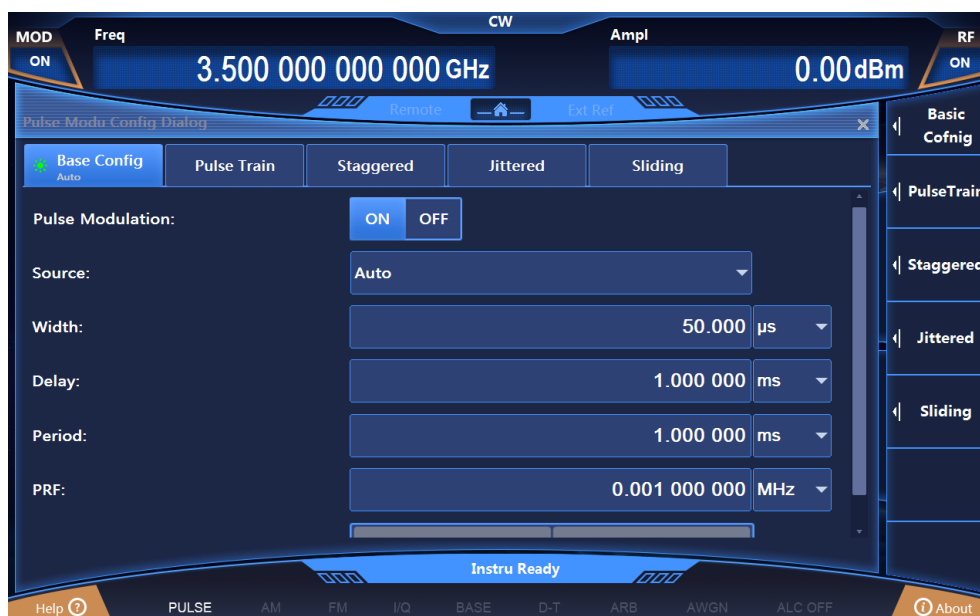 CW
MOD
Freq
Ampl
RF
ON
3.500 000 000 000 GHz
0.00 dBm
ON
Remote
Ext Ref
Pulse Modu Config Dialog
Basic
Cofnig
Base Config
Auto
Pulse Train
Staggered
Jittered
Sliding
PulseTrain
Pulse Modulation:
ON
OFF
Source:
Auto
Staggered
Width:
50.000
µs
Jittered
Delay:
1.000 000
ms
Sliding
Period:
1.000 000
ms
PRF:
0.001 000 000
MHz
Instru Ready
Help ?
PULSE
AM
FM
I/Q
BASE
D-T
ARB
AWGN
ALC OFF
About